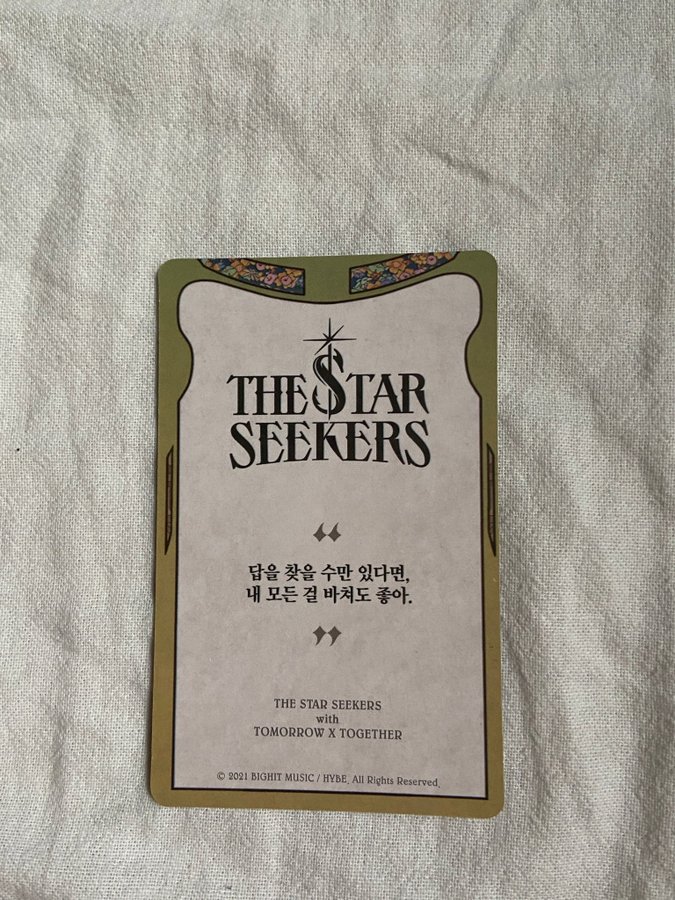 THE STAR
SEEKERS
“
답을 찾을 수만 있다면,
내 모든 걸 바쳐도 좋아.
”
THE STAR SEEKERS
with
TOMORROW X TOGETHER
© 2021 BIGHIT MUSIC / HYBE. All Rights Reserved.